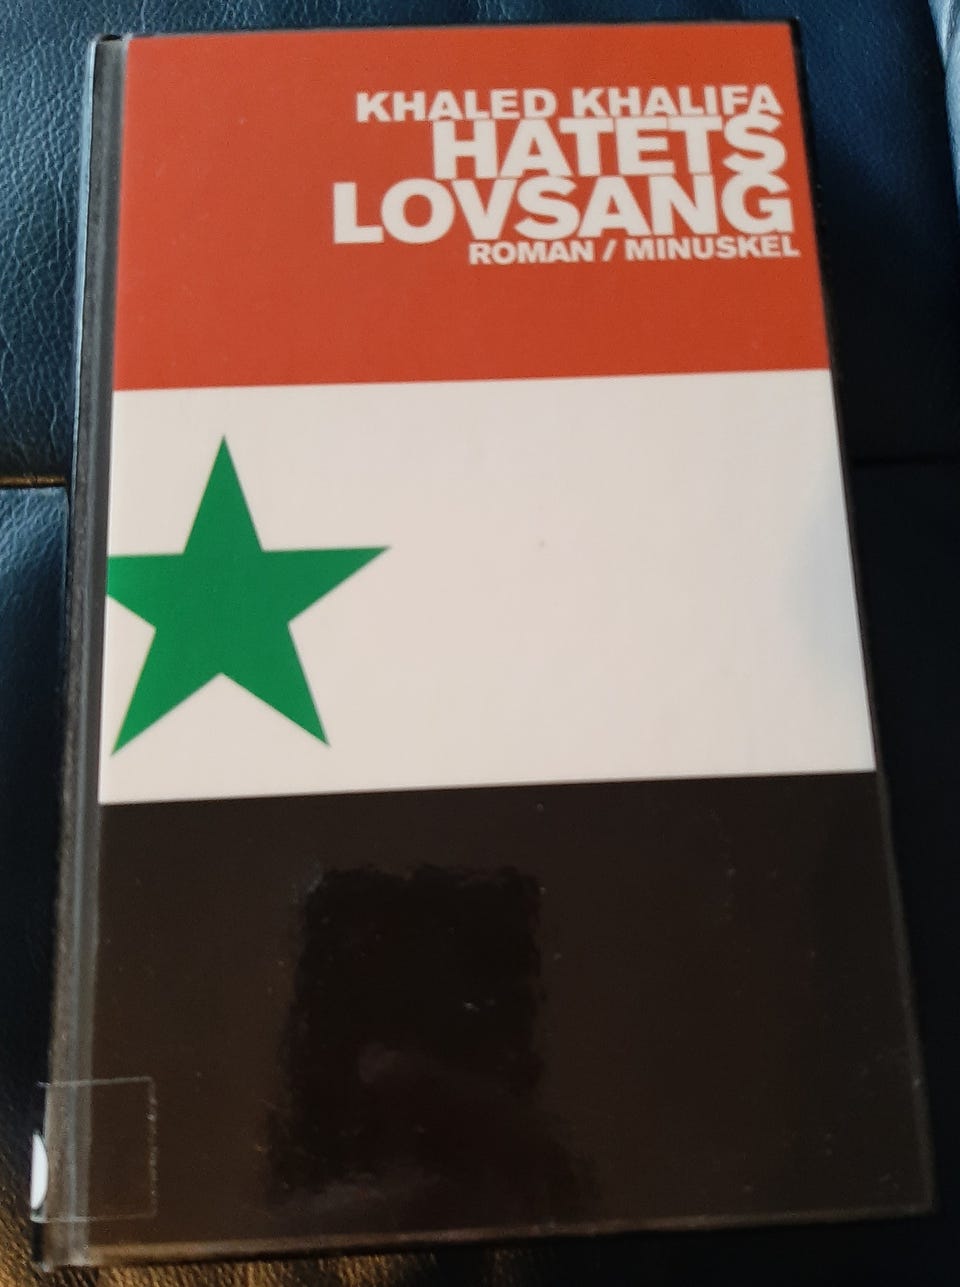 KHALED KHALIFA
HATETS
LOVSANG
ROMAN / MINUSKEL